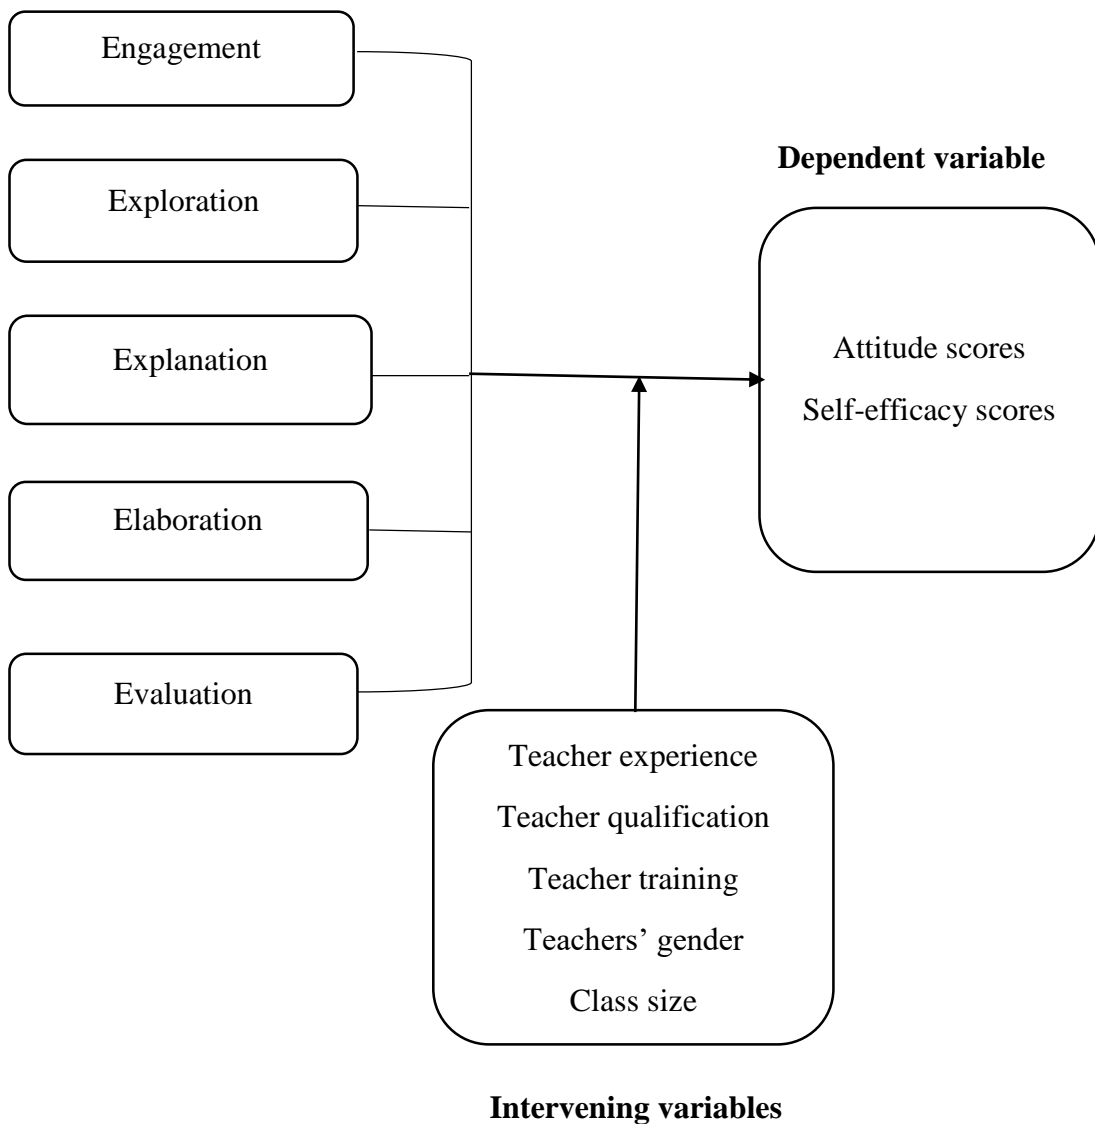 Engagement
Exploration
Explanation
Elaboration
Evaluation
Dependent variable
Attitude scores
Self-efficacy scores
Teacher experience
Teacher qualification
Teacher training
Teachers’ gender
Class size
Intervening variables